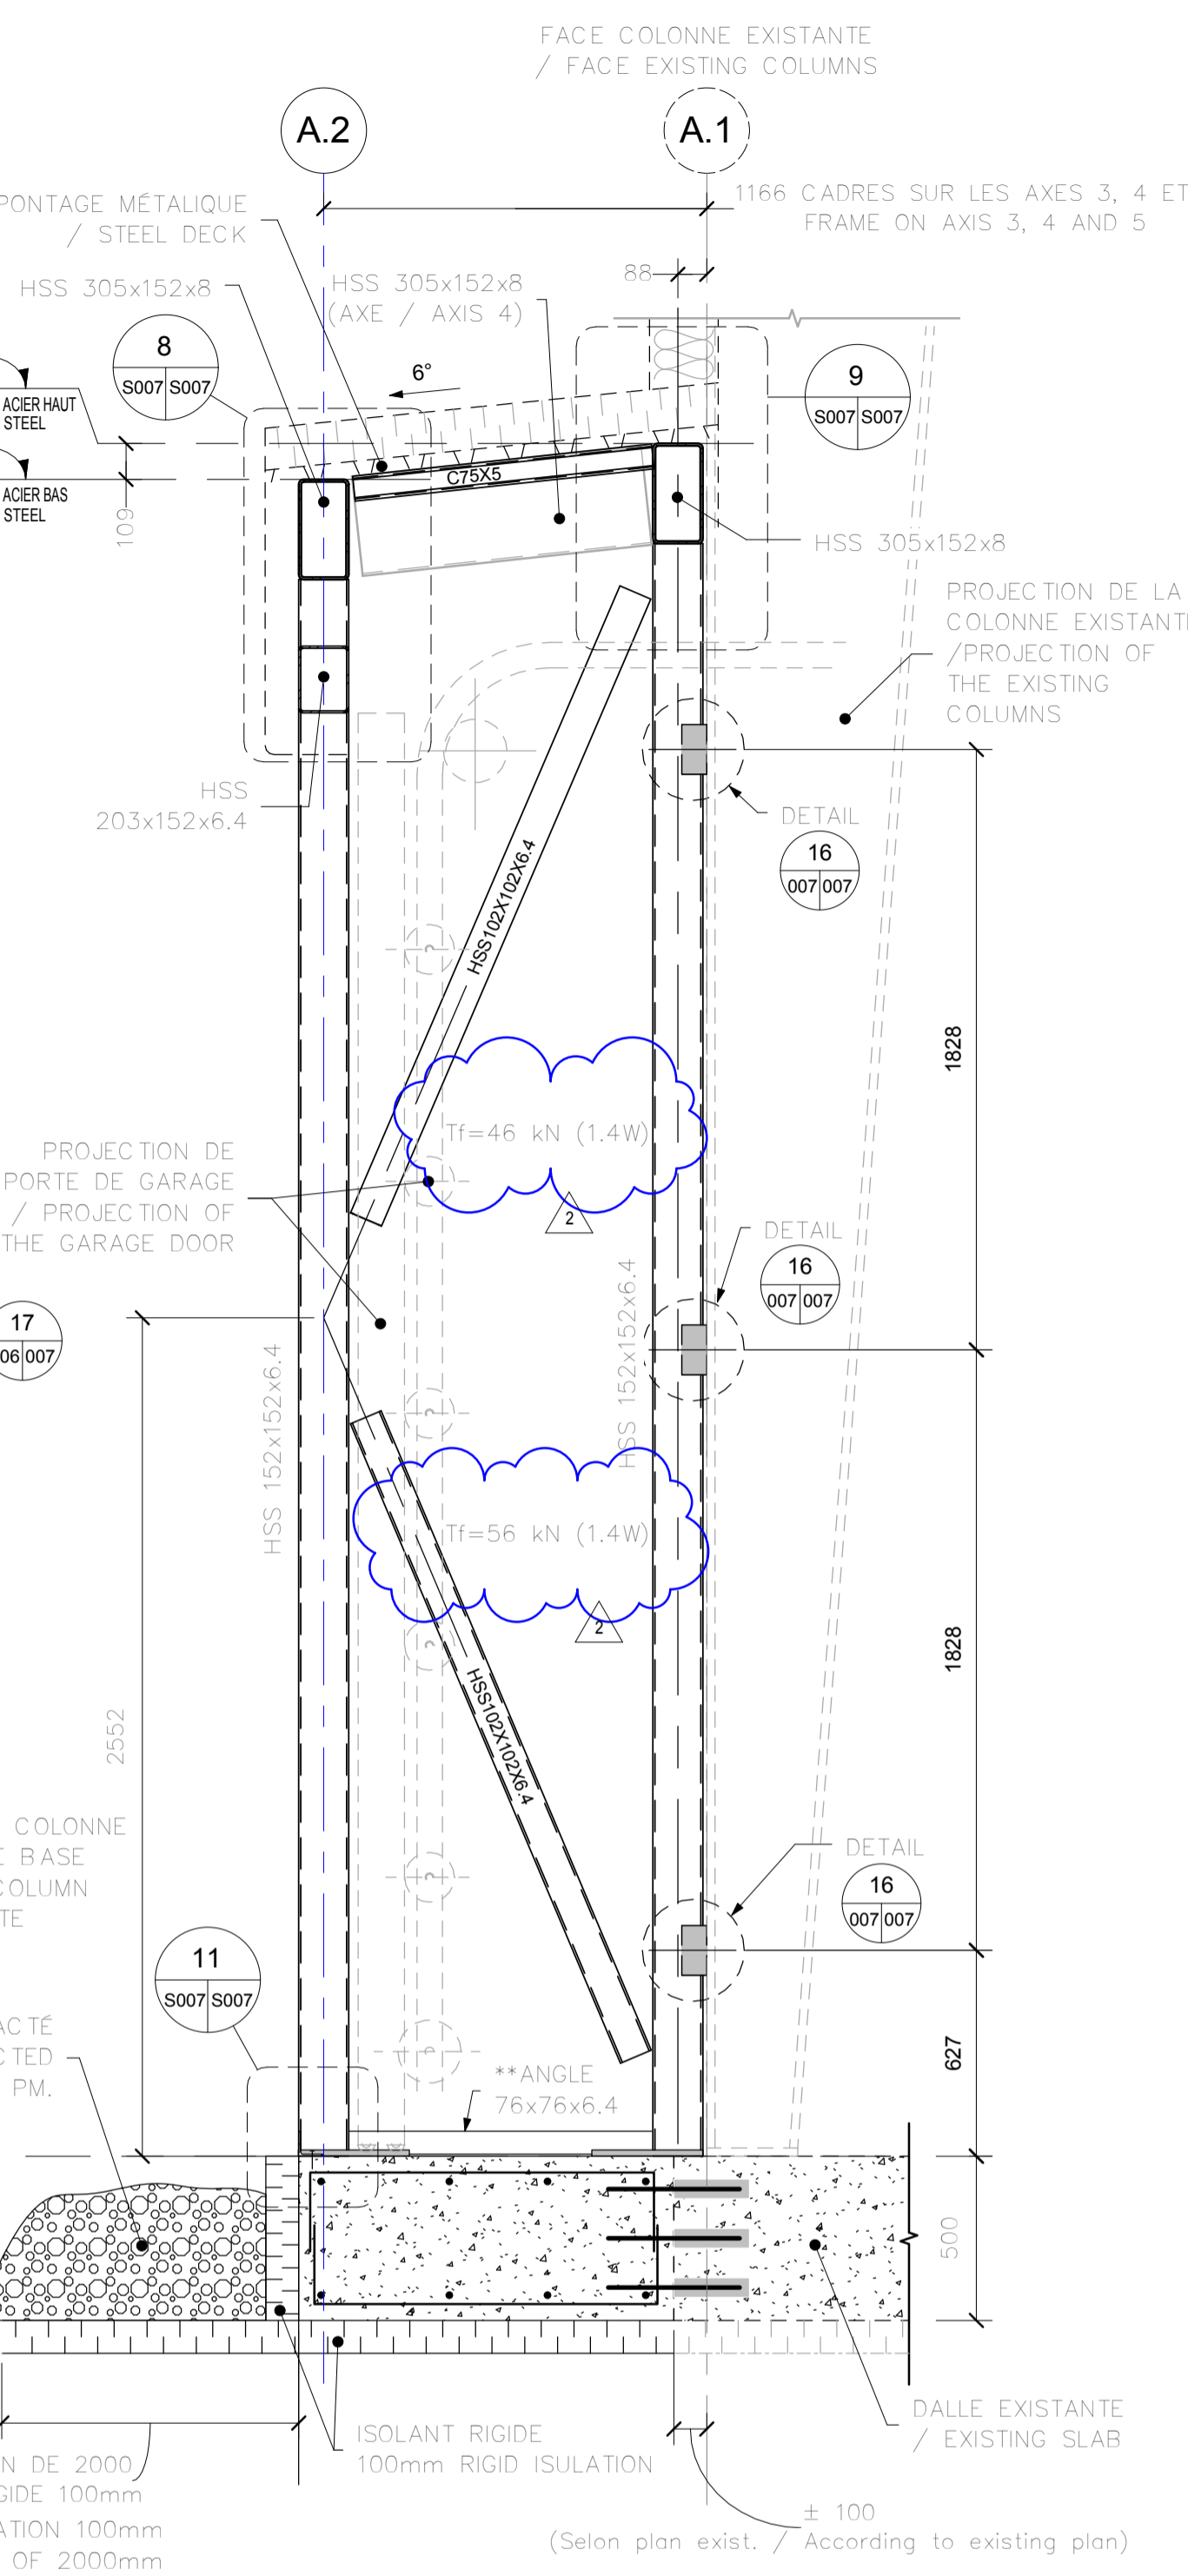 FACE COLONNE EXISTANTE
/ FACE EXISTING COLUMNS
A.2
A.1
PONTAGE MÉTALIQUE
/ STEEL DECK
1166 CADRES SUR LES AXES 3, 4 ET
FRAME ON AXIS 3, 4 AND 5
88
HSS 305x152x8
HSS 305x152x8
(AXE / AXIS 4)
8
S007 S007
6°
9
S007 S007
ACIER HAUT
STEEL
ACIER BAS
STEEL
109
C75X5
HSS 305x152x8
PROJECTION DE LA
COLONNE EXISTANTE
/PROJECTION OF
THE EXISTING
COLUMNS
HSS
203x152x6.4
DETAIL
16
007 007
HSS102X102X6.4
1828
Tf=46 kN (1.4W)
2
PROJECTION DE
PORTE DE GARAGE
/ PROJECTION OF
THE GARAGE DOOR
DETAIL
16
007 007
17
06 007
HSS 152x152x6.4
HSS 152x152x6.4
Tf=56 kN (1.4W)
2
1828
HSS102X102X6.4
2552
COLONNE
E BASE
COLUMN
TE
DETAIL
16
007 007
11
S007 S007
ACTÉ
CTED
PM.
**ANGLE
76x76x6.4
627
500
ISOLANT RIGIDE
100mm RIGID ISULATION
DALLE EXISTANTE
/ EXISTING SLAB
N DE 2000
GIDE 100mm
ATION 100mm
OF 2000mm
± 100
(Selon plan exist. / According to existing plan)